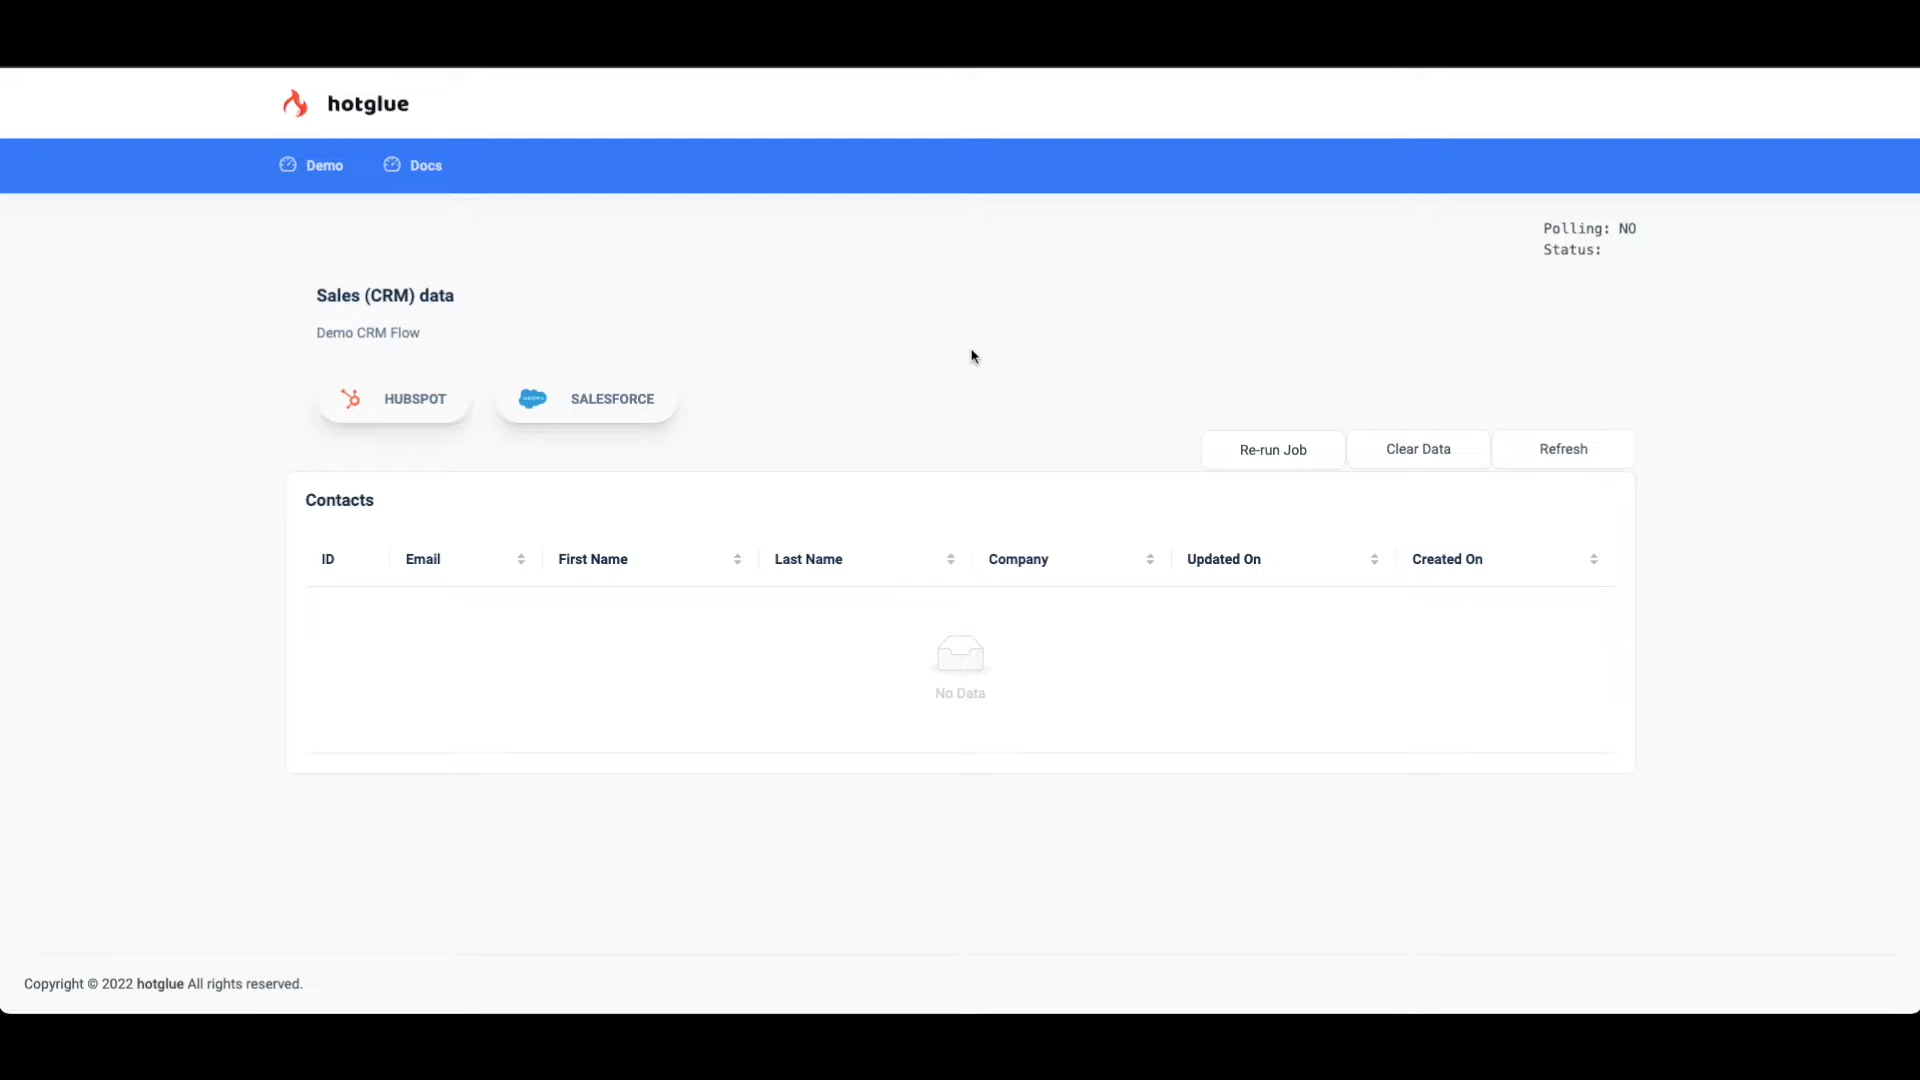 hotglue
Demo Docs
Polling: NO
Status:
Sales (CRM) data
Demo CRM Flow
HUBSPOT SALESFORCE
Re-run Job Clear Data Refresh
Contacts
ID Email First Name Last Name Company Updated On Created On
No Data
Copyright © 2022 hotglue All rights reserved.